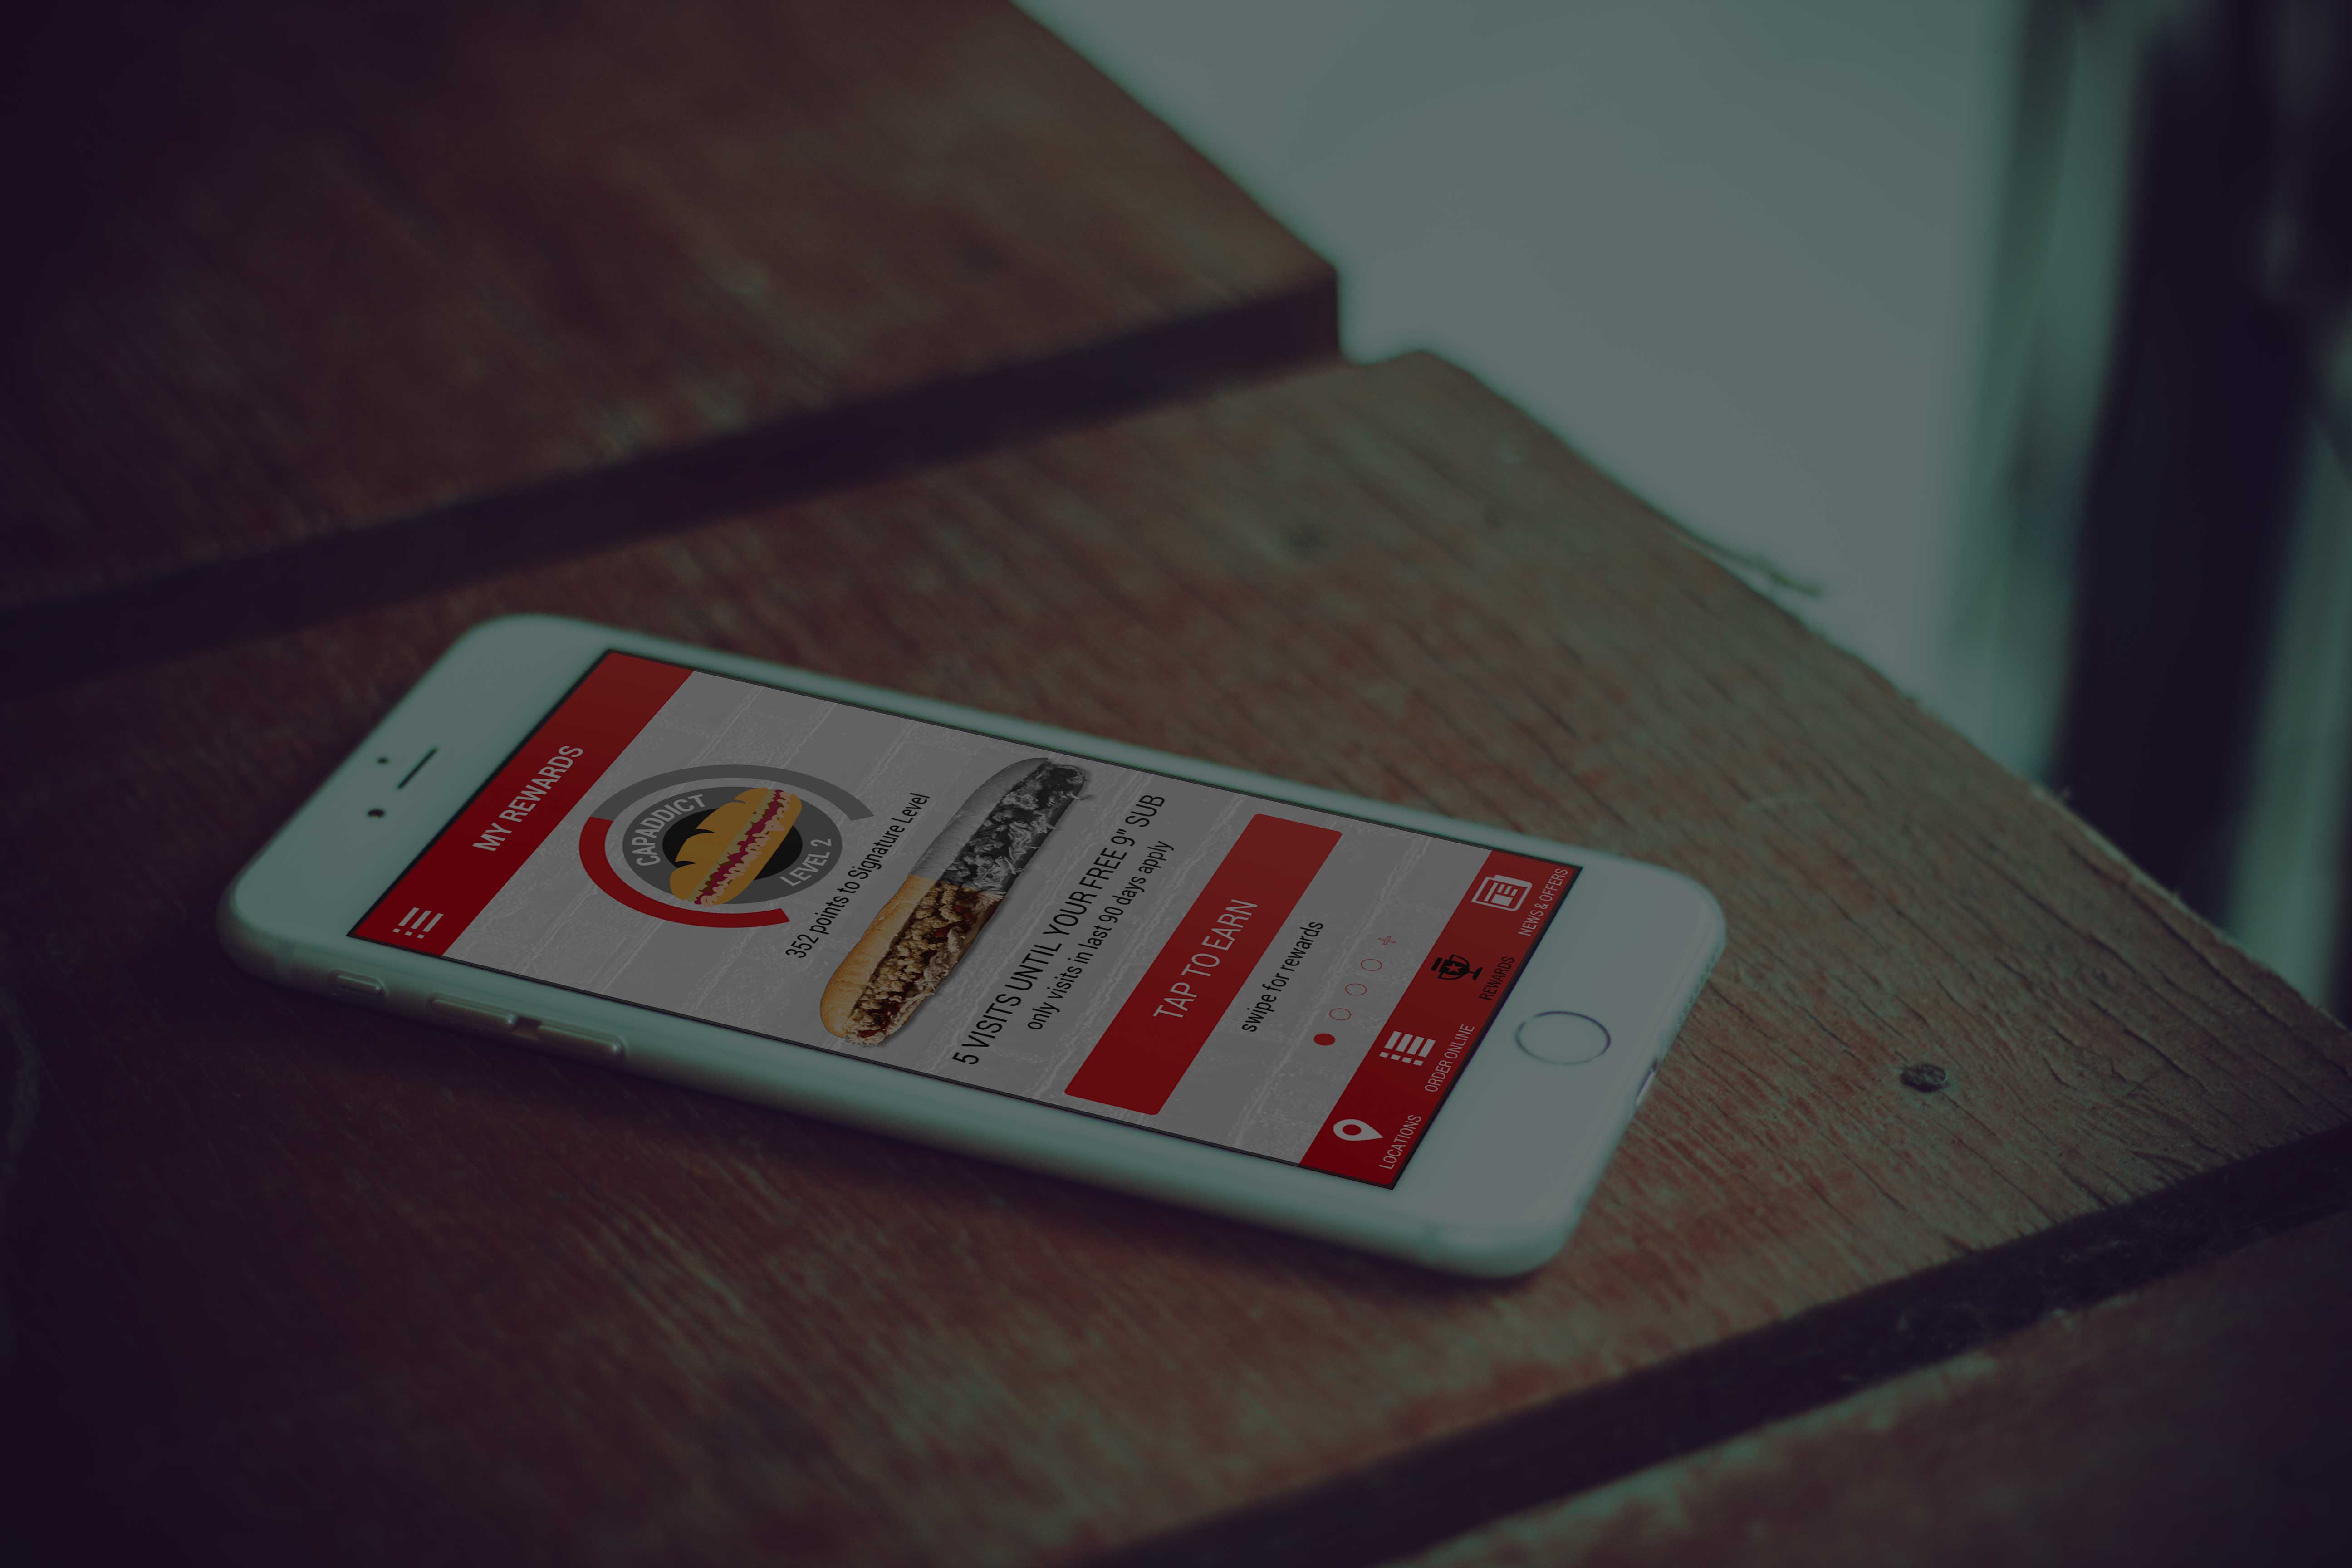 MY REWARDS
CAPADDICT
LEVEL 2
352 points to Signature Level
5 VISITS UNTIL YOUR FREE 9" SUB
only visits in last 90 days apply
TAP TO EARN
swipe for rewards
LOCATIONS
ORDER ONLINE
REWARDS
NEWS & OFFERS